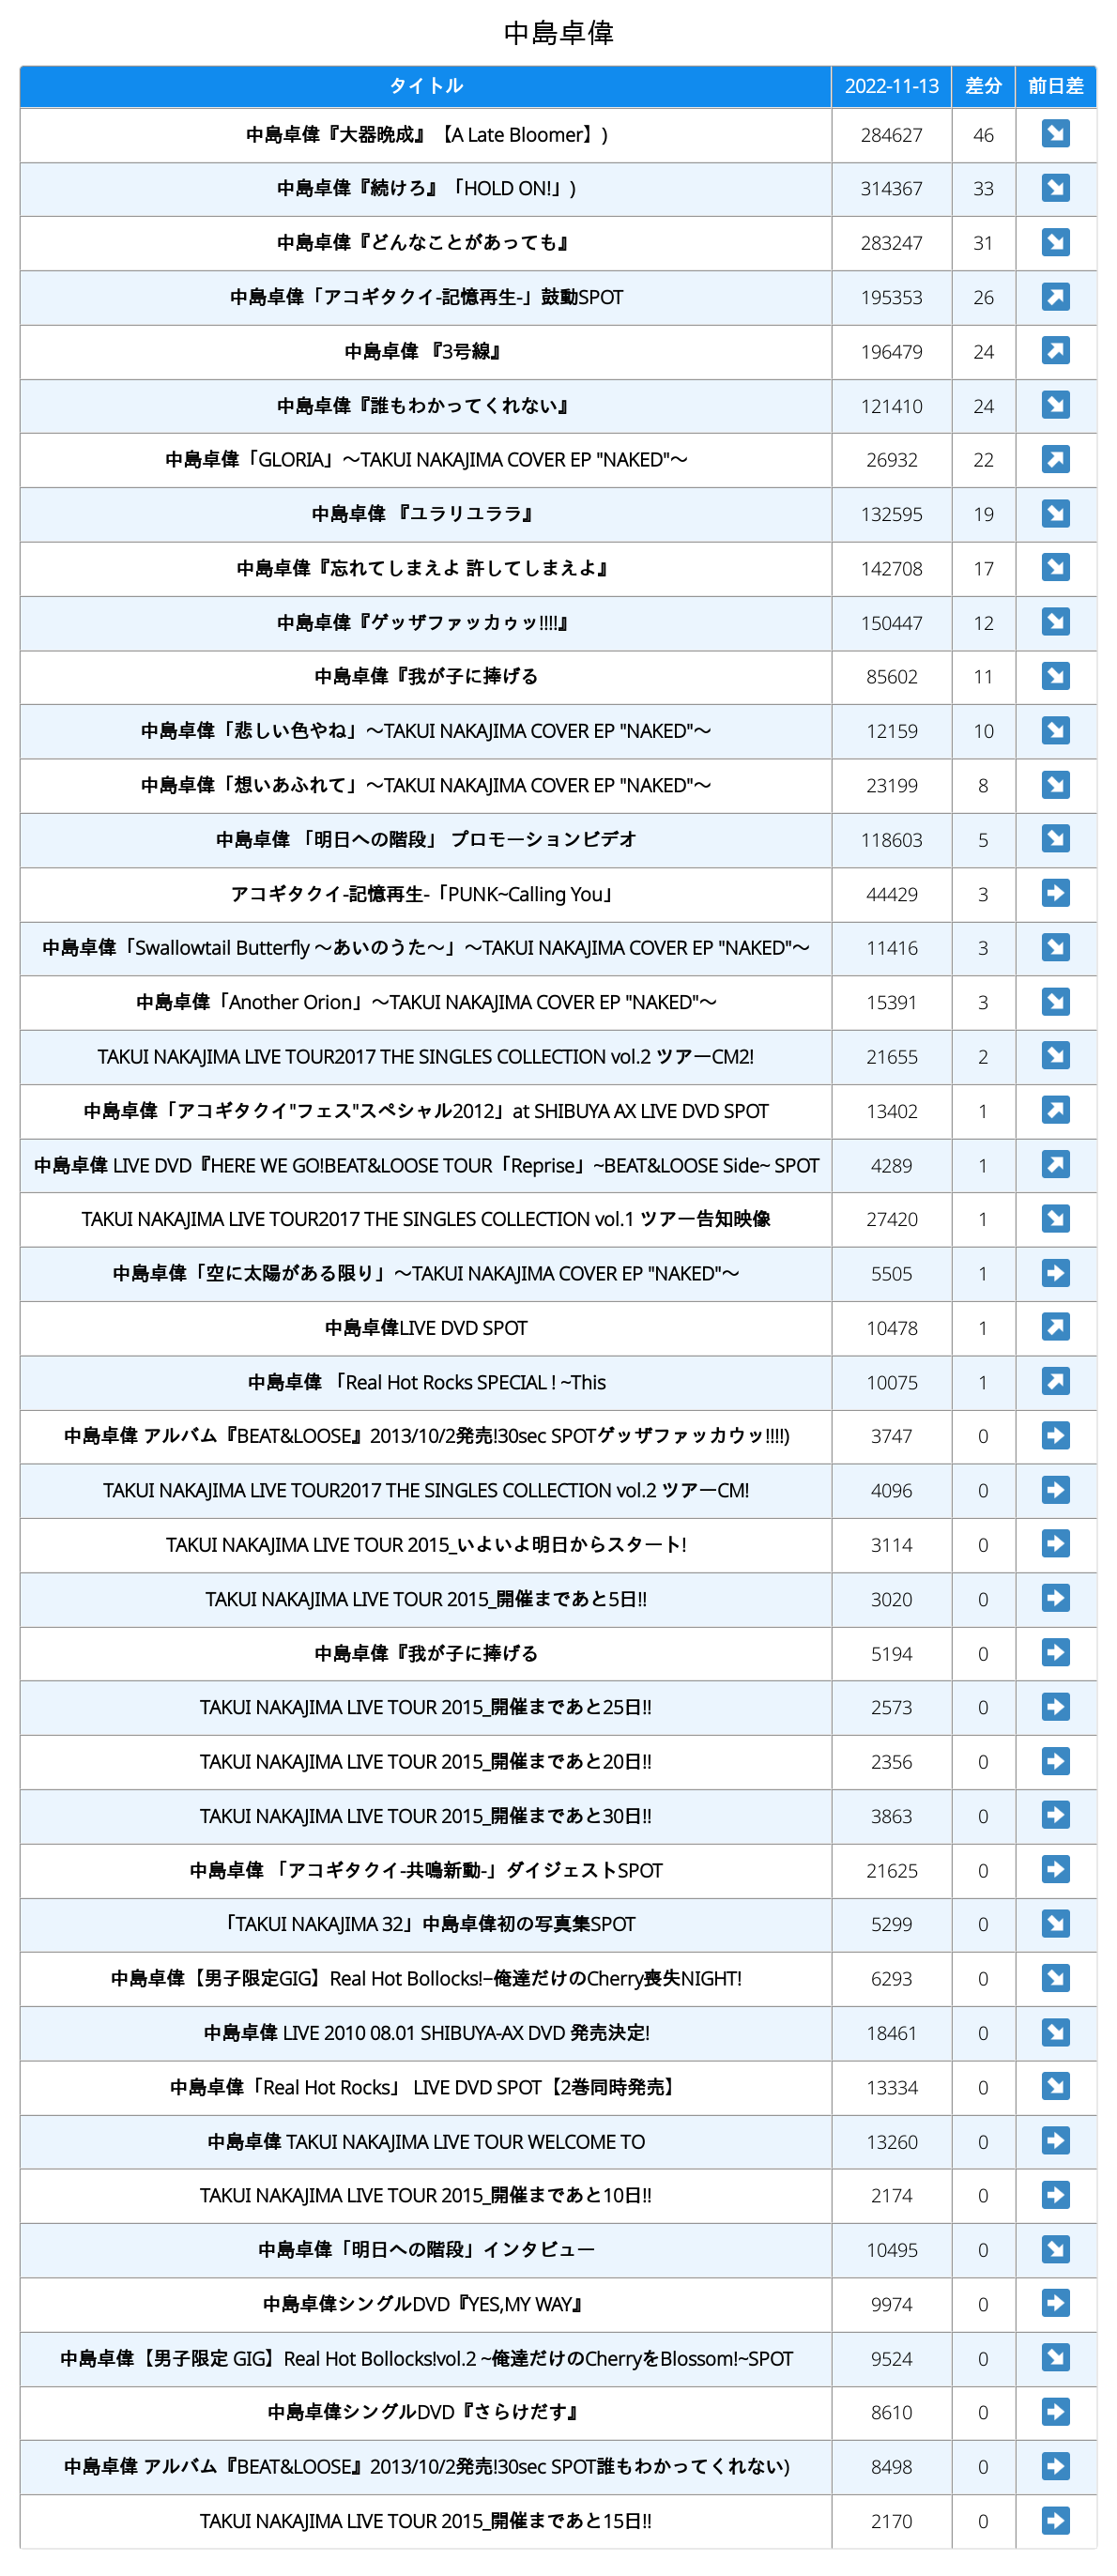 中島卓偉
タイトル 2022-11-13 差分 前日差
中島卓偉『大器晩成』【A Late Bloomer】) 284627 46 ↘
中島卓偉『続けろ』「HOLD ON!」) 314367 33 ↘
中島卓偉『どんなことがあっても』 283247 31 ↘
中島卓偉「アコギタクイ-記憶再生-」鼓動SPOT 195353 26 ↗
中島卓偉 『3号線』 196479 24 ↗
中島卓偉『誰もわかってくれない』 121410 24 ↘
中島卓偉「GLORIA」〜TAKUI NAKAJIMA COVER EP "NAKED"〜 26932 22 ↗
中島卓偉 『ユラリユララ』 132595 19 ↘
中島卓偉『忘れてしまえよ 許してしまえよ』 142708 17 ↘
中島卓偉『ゲッザファッカゥッ!!!!』 150447 12 ↘
中島卓偉『我が子に捧げる 85602 11 ↘
中島卓偉「悲しい色やね」〜TAKUI NAKAJIMA COVER EP "NAKED"〜 12159 10 ↘
中島卓偉「想いあふれて」〜TAKUI NAKAJIMA COVER EP "NAKED"〜 23199 8 ↘
中島卓偉 「明日への階段」 プロモーションビデオ 118603 5 ↘
アコギタクイ-記憶再生-「PUNK~Calling You」 44429 3 ➡
中島卓偉「Swallowtail Butterfly 〜あいのうた〜」〜TAKUI NAKAJIMA COVER EP "NAKED"〜 11416 3 ↘
中島卓偉「Another Orion」〜TAKUI NAKAJIMA COVER EP "NAKED"〜 15391 3 ↘
TAKUI NAKAJIMA LIVE TOUR2017 THE SINGLES COLLECTION vol.2 ツアーCM2! 21655 2 ↘
中島卓偉「アコギタクイ"フェス"スペシャル2012」at SHIBUYA AX LIVE DVD SPOT 13402 1 ↗
中島卓偉 LIVE DVD『HERE WE GO!BEAT&LOOSE TOUR「Reprise」~BEAT&LOOSE Side~ SPOT 4289 1 ↗
TAKUI NAKAJIMA LIVE TOUR2017 THE SINGLES COLLECTION vol.1 ツアー告知映像 27420 1 ↘
中島卓偉「空に太陽がある限り」〜TAKUI NAKAJIMA COVER EP "NAKED"〜 5505 1 ➡
中島卓偉LIVE DVD SPOT 10478 1 ↗
中島卓偉 「Real Hot Rocks SPECIAL ! ~This 10075 1 ↗
中島卓偉 アルバム『BEAT&LOOSE』2013/10/2発売!30sec SPOTゲッザファッカウッ!!!!) 3747 0 ➡
TAKUI NAKAJIMA LIVE TOUR2017 THE SINGLES COLLECTION vol.2 ツアーCM! 4096 0 ➡
TAKUI NAKAJIMA LIVE TOUR 2015_いよいよ明日からスタート! 3114 0 ➡
TAKUI NAKAJIMA LIVE TOUR 2015_開催まであと5日!! 3020 0 ➡
中島卓偉『我が子に捧げる 5194 0 ➡
TAKUI NAKAJIMA LIVE TOUR 2015_開催まであと25日!! 2573 0 ➡
TAKUI NAKAJIMA LIVE TOUR 2015_開催まであと20日!! 2356 0 ➡
TAKUI NAKAJIMA LIVE TOUR 2015_開催まであと30日!! 3863 0 ➡
中島卓偉 「アコギタクイ-共鳴新動-」ダイジェストSPOT 21625 0 ➡
「TAKUI NAKAJIMA 32」中島卓偉初の写真集SPOT 5299 0 ↘
中島卓偉【男子限定GIG】Real Hot Bollocks!−俺達だけのCherry喪失NIGHT! 6293 0 ↘
中島卓偉 LIVE 2010 08.01 SHIBUYA-AX DVD 発売決定! 18461 0 ↘
中島卓偉「Real Hot Rocks」 LIVE DVD SPOT【2巻同時発売】 13334 0 ↘
中島卓偉 TAKUI NAKAJIMA LIVE TOUR WELCOME TO 13260 0 ➡
TAKUI NAKAJIMA LIVE TOUR 2015_開催まであと10日!! 2174 0 ➡
中島卓偉「明日への階段」インタビュー 10495 0 ↘
中島卓偉シングルDVD『YES,MY WAY』 9974 0 ➡
中島卓偉【男子限定 GIG】Real Hot Bollocks!vol.2 ~俺達だけのCherryをBlossom!~SPOT 9524 0 ↘
中島卓偉シングルDVD『さらけだす』 8610 0 ➡
中島卓偉 アルバム『BEAT&LOOSE』2013/10/2発売!30sec SPOT誰もわかってくれない) 8498 0 ➡
TAKUI NAKAJIMA LIVE TOUR 2015_開催まであと15日!! 2170 0 ➡